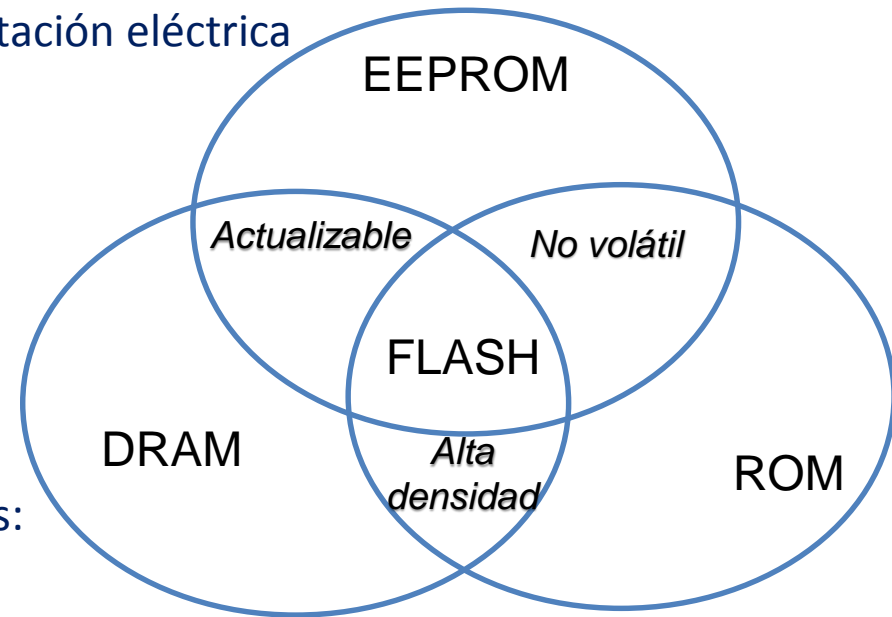 tación eléctrica
EEPROM
Actualizable
No volátil
FLASH
DRAM
Alta
densidad
ROM
s: